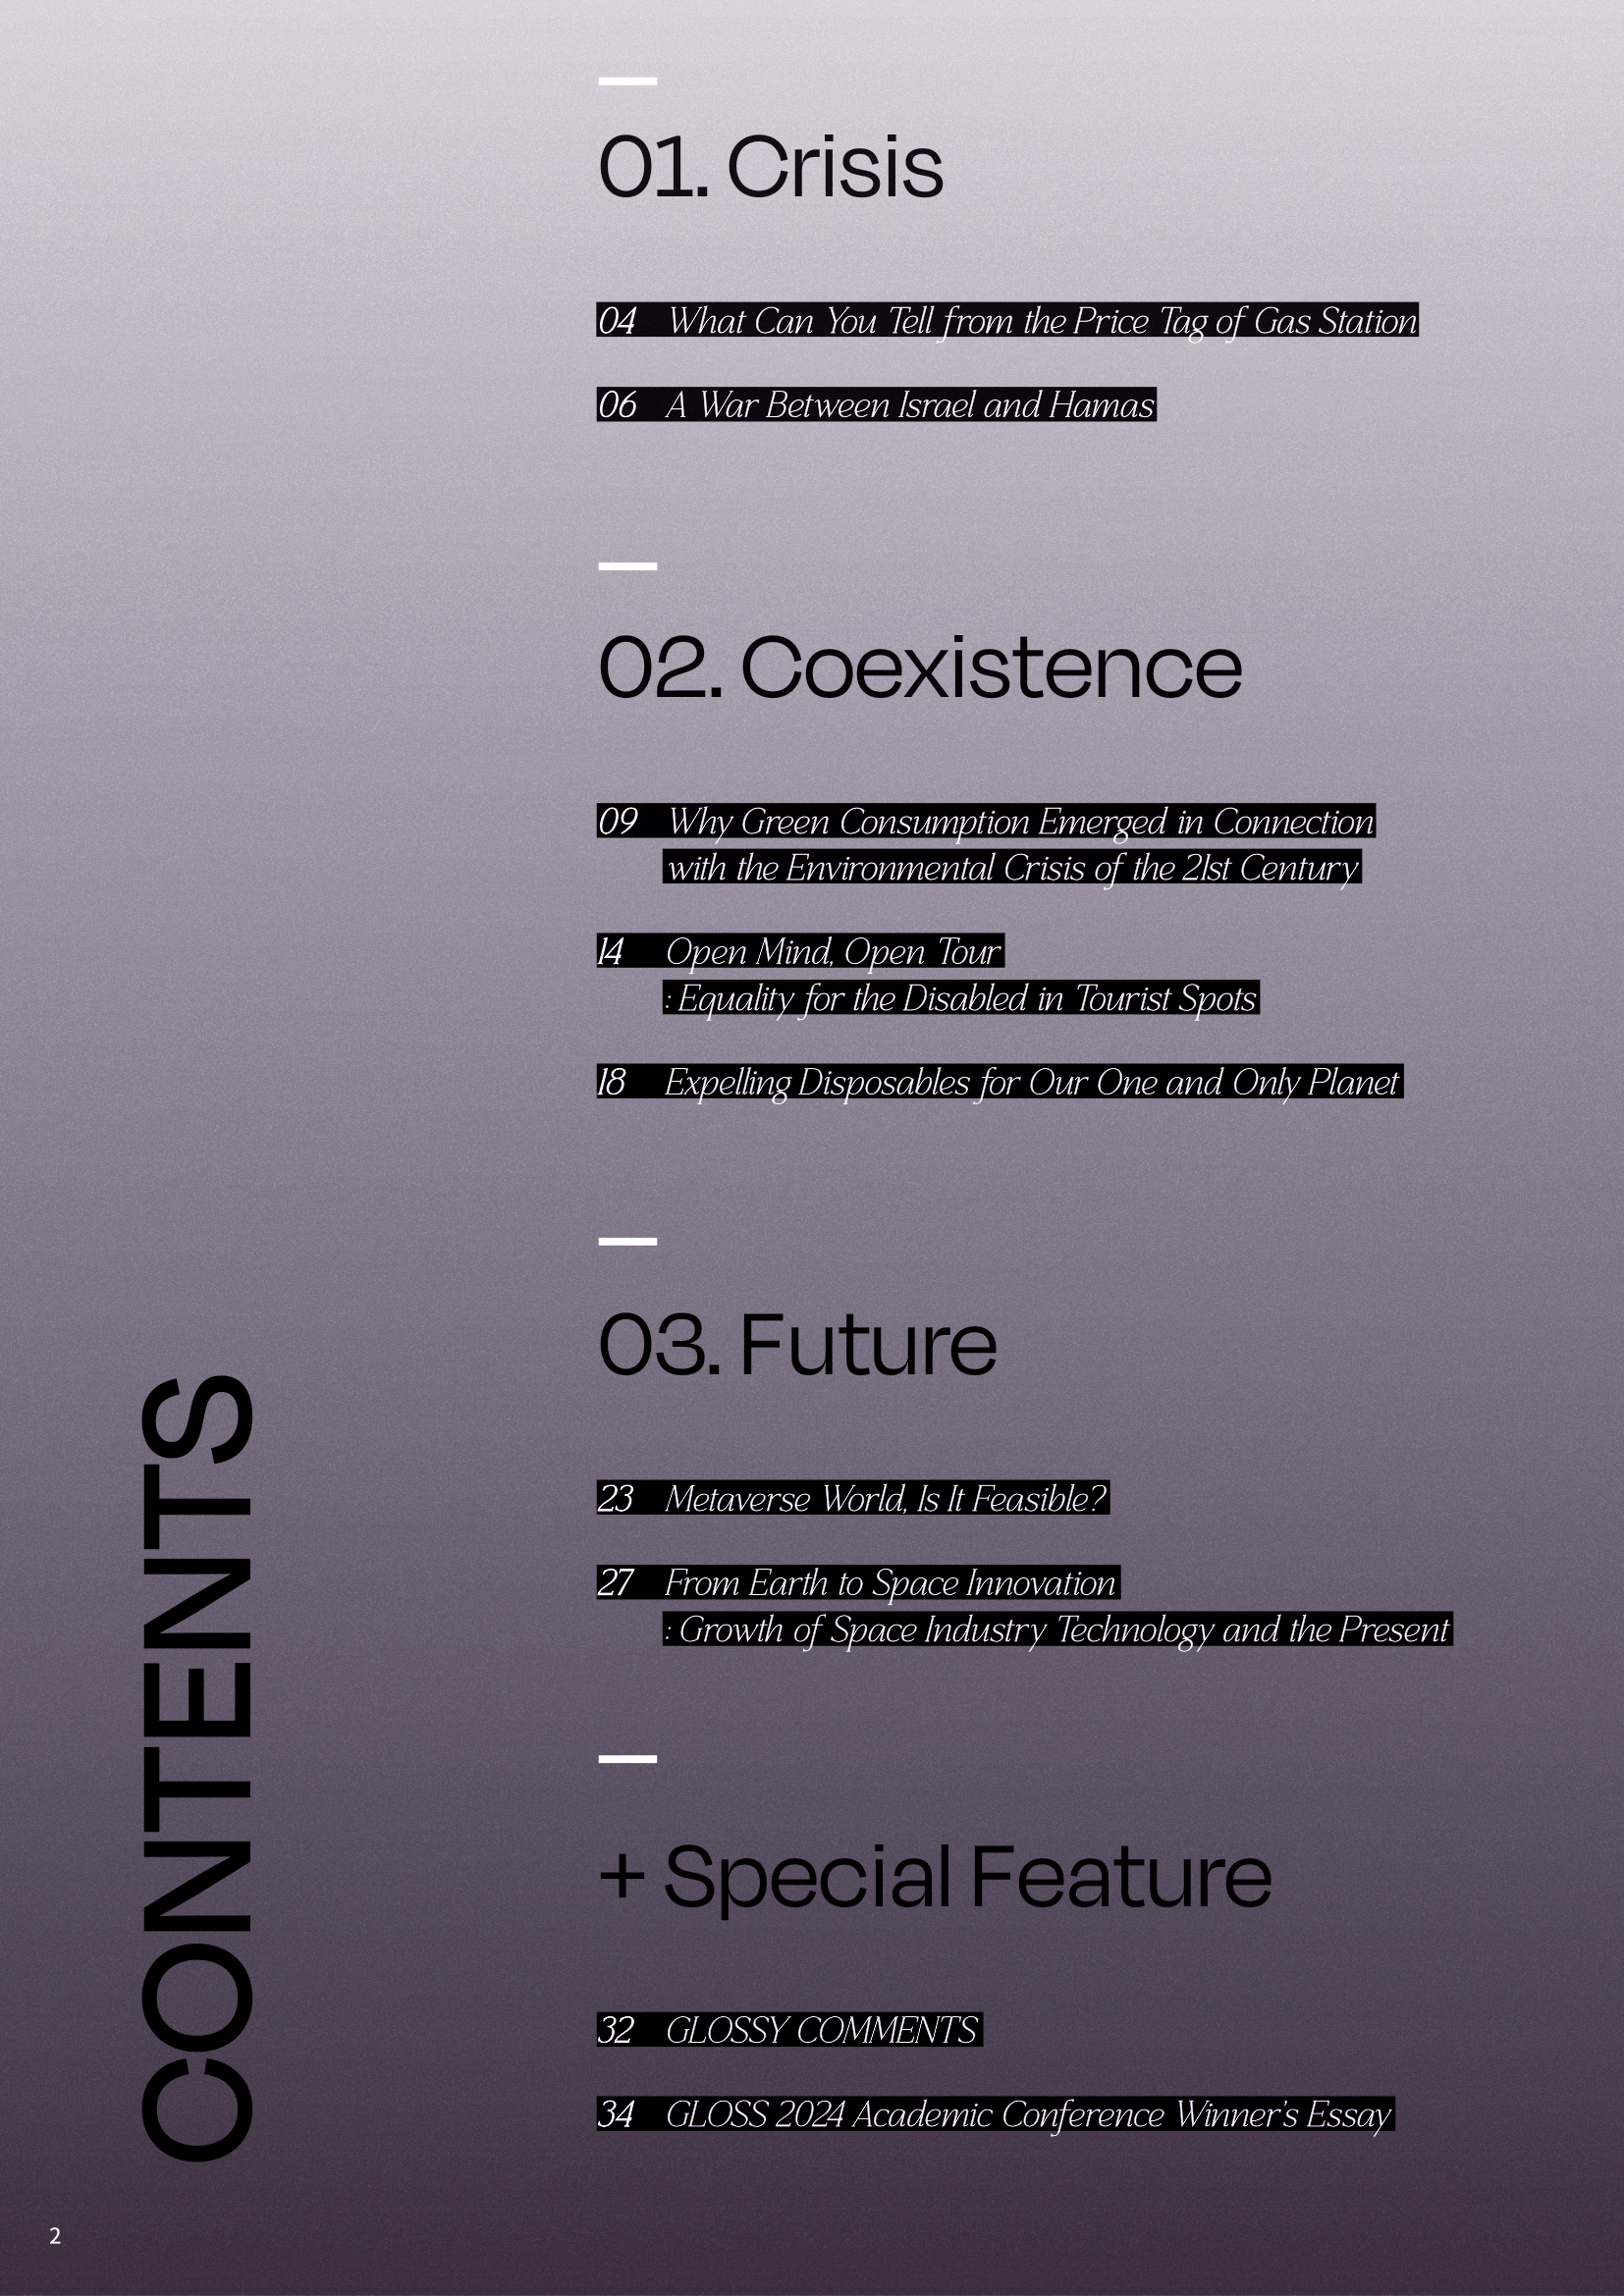 01. Crisis
04 What Can You Tell from the Price Tag of Gas Station
06 A War Between Israel and Hamas
02. Coexistence
09 Why Green Consumption Emerged in Connection
with the Environmental Crisis of the 21st Century
14 Open Mind, Open Tour
: Equality for the Disabled in Tourist Spots
18 Expelling Disposables for Our One and Only Planet
03. Future
23 Metaverse World, Is It Feasible?
27 From Earth to Space Innovation
: Growth of Space Industry Technology and the Present
+ Special Feature
32 GLOSSY COMMENTS
34 GLOSS 2024 Academic Conference Winner’s Essay
CONTENTS
2